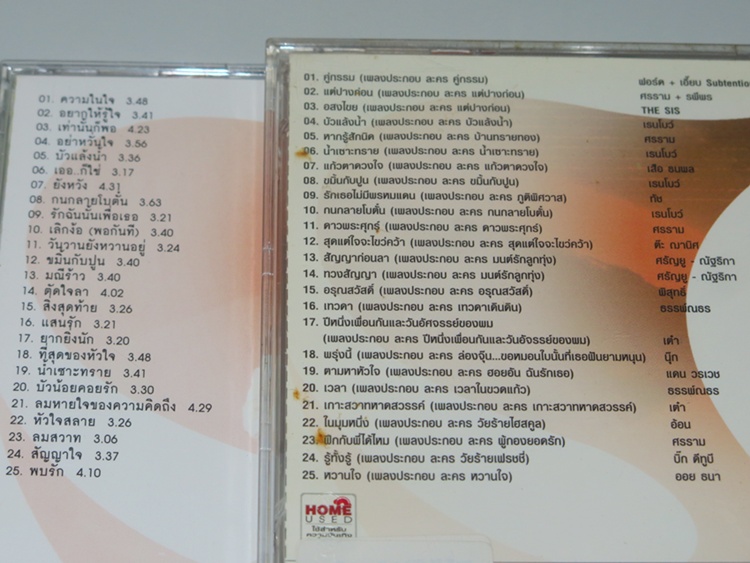 01. ความในใจ 3.48
02. อยากให้รู้ใจ 3.41
03. เท่านั้นก็พอ 4.23
04. อย่าหวั่นใจ 3.56
05. บัวแล้งน้ำ 3.36
06. เออ..ก็ใช่ 3.17
07. ยังหวัง 4.31
08. กนกลายโบตั๋น 3.63
09. รักฉันนั้นเพื่อเธอ 3.21
10. เลิกง้อ (พอกันที) 3.40
11. วันวานยังหวานอยู่ 3.24
12. ขมิ้นกับปูน 3.40
13. มณีร้าว 3.40
14. ตัดใจลา 4.02
15. สิ่งสุดท้าย 3.26
16. แสนรัก 3.21
17. ยากยิ่งนัก 3.20
18. ที่สุดของหัวใจ 3.48
19. น้ำเซาะทราย 3.41
20. บัวน้อยคอยรัก 3.30
21. ลมหายใจของความคิดถึง 4.29
22. หัวใจสลาย 3.26
23. ลมสวาท 3.06
24. สัญญาใจ 3.37
25. พบรัก 4.10
01. คู่กรรม (เพลงประกอบ ละคร คู่กรรม) ฟอร์ด + เอี๊ยบ Subtentio
02. แต่ปางก่อน (เพลงประกอบ ละคร แต่ปางก่อน) ศรราม + รพีพร
03. อสงไขย (เพลงประกอบ ละคร แต่ปางก่อน) THE SIS
04. บัวแล้งน้ำ (เพลงประกอบ ละคร บัวแล้งน้ำ) เรนโบว์
05. หากรู้สักนิด (เพลงประกอบ ละคร บ้านทรายทอง) ศรราม
06. น้ำเซาะทราย (เพลงประกอบ ละคร น้ำเซาะทราย) เรนโบว์
07. แก้วตาดวงใจ (เพลงประกอบ ละคร แก้วตาดวงใจ) เสือ ธนพล
08. ขมิ้นกับปูน (เพลงประกอบ ละคร ขมิ้นกับปูน) เรนโบว์
09. รักเธอไม่มีพรหมแดน (เพลงประกอบ ละคร ภูติพิศวาส) กัซ
10. กนกลายโบตั๋น (เพลงประกอบ ละคร กนกลายโบตั๋น) เรนโบว์
11. ดาวพระศุกร์ (เพลงประกอบ ละคร ดาวพระศุกร์) ศรราม
12. สุดแต่ใจจะไขว่คว้า (เพลงประกอบ ละคร สุดแต่ใจจะไขว่คว้า) ต๊ะ ฌานิศ
13. สัญญาก่อนลา (เพลงประกอบ ละคร มนต์รักลูกทุ่ง) ศรัณยู - ณัฐริกา
14. ทวงสัญญา (เพลงประกอบ ละคร มนต์รักลูกทุ่ง) ศรัณยู - ณัฐริกา
15. อรุณสวัสดิ์ (เพลงประกอบ ละคร อรุณสวัสดิ์) พิสุทธิ์
16. เทวดา (เพลงประกอบ ละคร เทวดาเดินดิน) ธรรพ์ณธร
17. ปีหนึ่งเพื่อนกันและวันอัศจรรย์ของผม
(เพลงประกอบ ละคร ปีหนึ่งเพื่อนกันและวันอัศจรรย์ของผม) เต๋า
18. พรุ่งนี้ (เพลงประกอบ ละคร ล่องจุ๊น...ขอหมอนใบนั้นที่เธอฝันยามหนุน) นุ๊ก
19. ตามหาหัวใจ (เพลงประกอบ ละคร ฮอยอัน ฉันรักเธอ) แดน วรเวช
20. เวลา (เพลงประกอบ ละคร เวลาในขวดแก้ว) ธรรพ์ณธร
21. เกาะสวาทหาดสวรรค์ (เพลงประกอบ ละคร เกาะสวาทหาดสวรรค์) เต๋า
22. ในมุมหนึ่ง (เพลงประกอบ ละคร วัยร้ายไฮสคูล) อ้อน
23. ฝึกกับพี่ได้ไหม (เพลงประกอบ ละคร ผู้กองยอดรัก) ศรราม
24. รู้ทั้งรู้ (เพลงประกอบ ละคร วัยร้ายเฟรชชี่) บิ๊ก ดีทูบี
25. หวานใจ (เพลงประกอบ ละคร หวานใจ) ออย ธนา
HOME
USED
ใช้สำหรับ